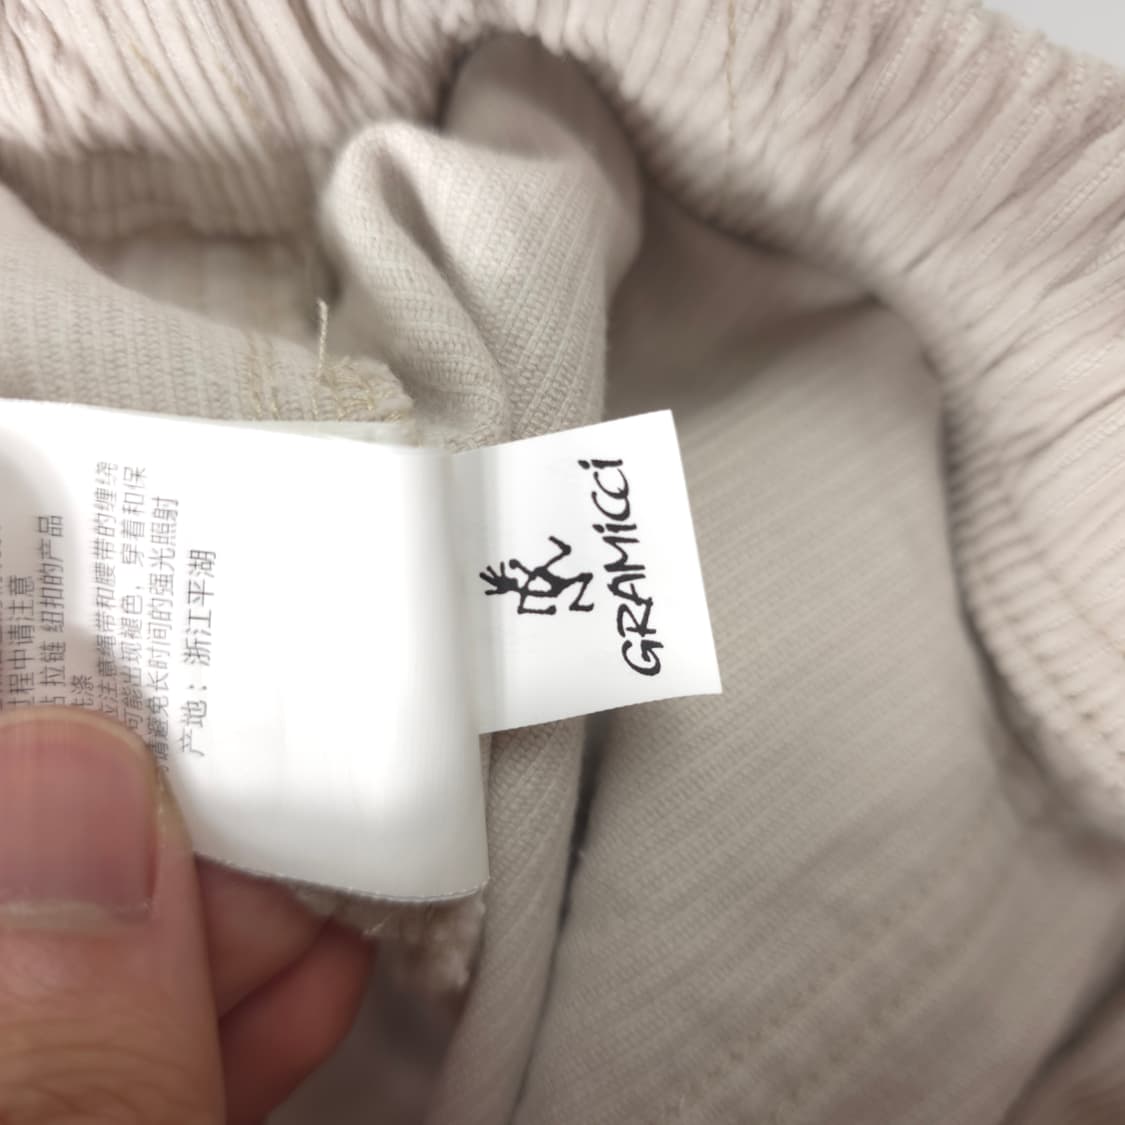 程中请注意
拉链 纽扣的产品
注意绳带和腰带的缠绕
可能出现褪色，穿着和保
请避免长时间的强光照射
产地：浙江平湖
GRAMiCCi